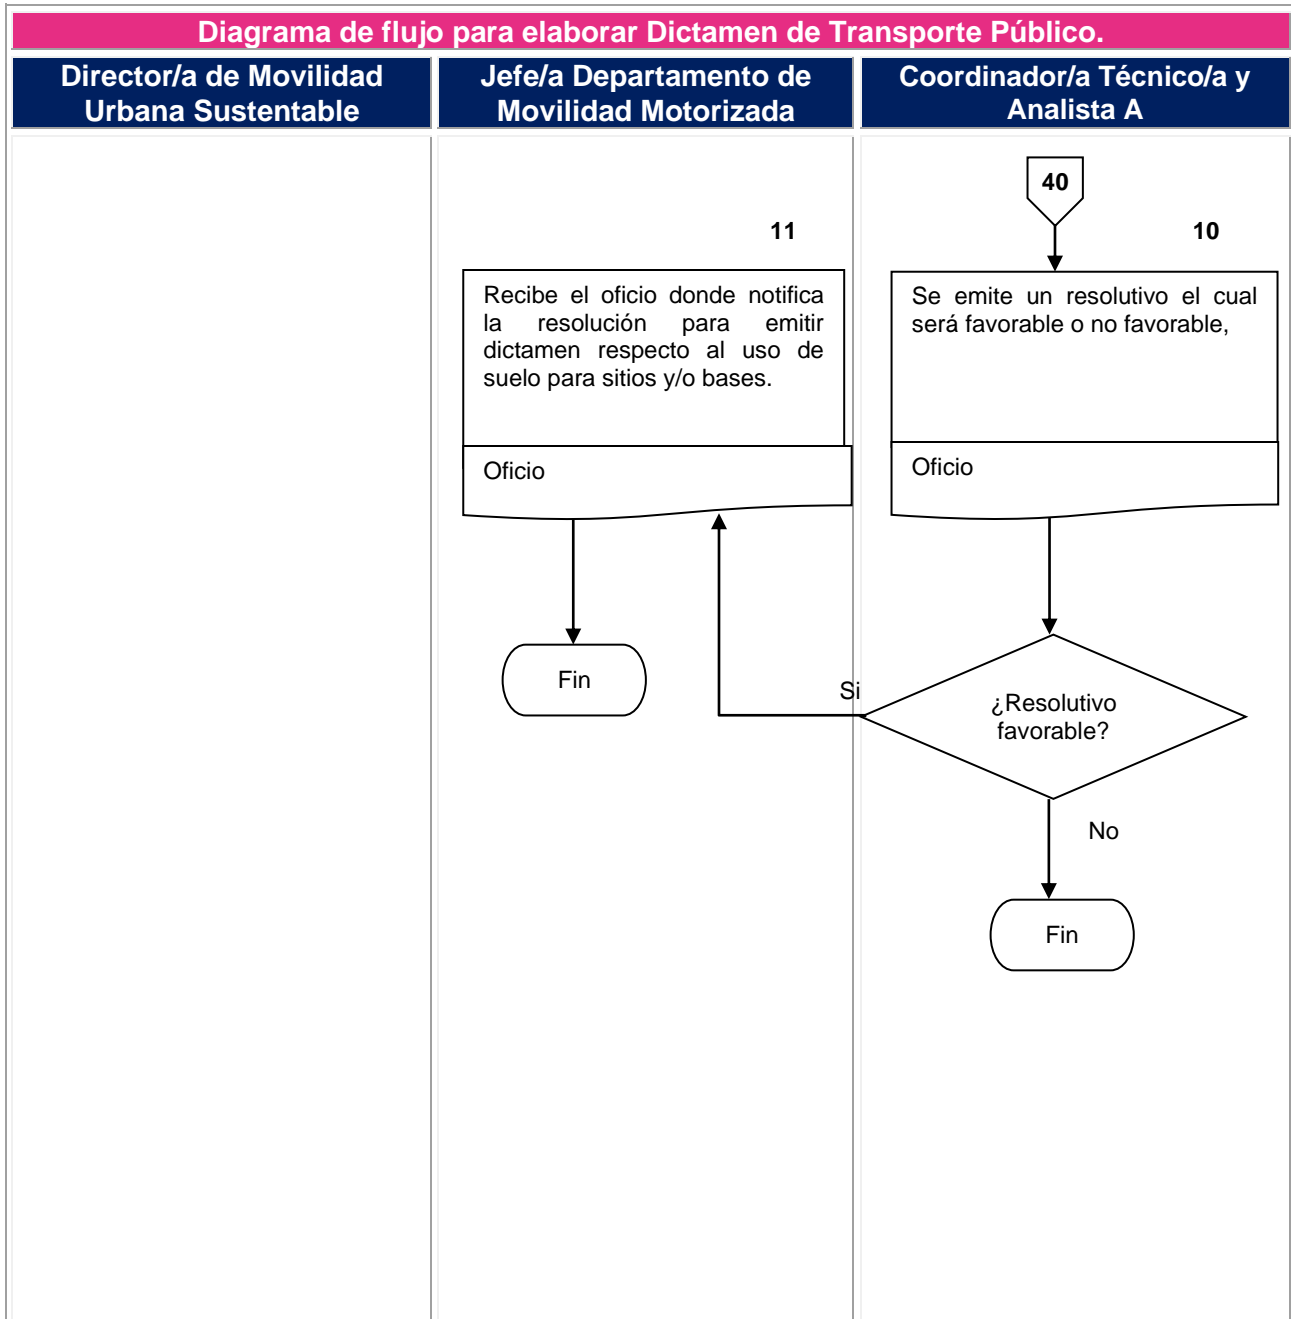 Diagrama de flujo para elaborar Dictamen de Transporte Público.
Director/a de Movilidad
Urbana Sustentable
Jefe/a Departamento de
Movilidad Motorizada
Coordinador/a Técnico/a y
Analista A
40
11
10
Recibe el oficio donde notifica
la resolución para emitir
dictamen respecto al uso de
suelo para sitios y/o bases.
Oficio
Se emite un resolutivo el cual
será favorable o no favorable,
Oficio
Fin
Si
¿Resolutivo
favorable?
No
Fin